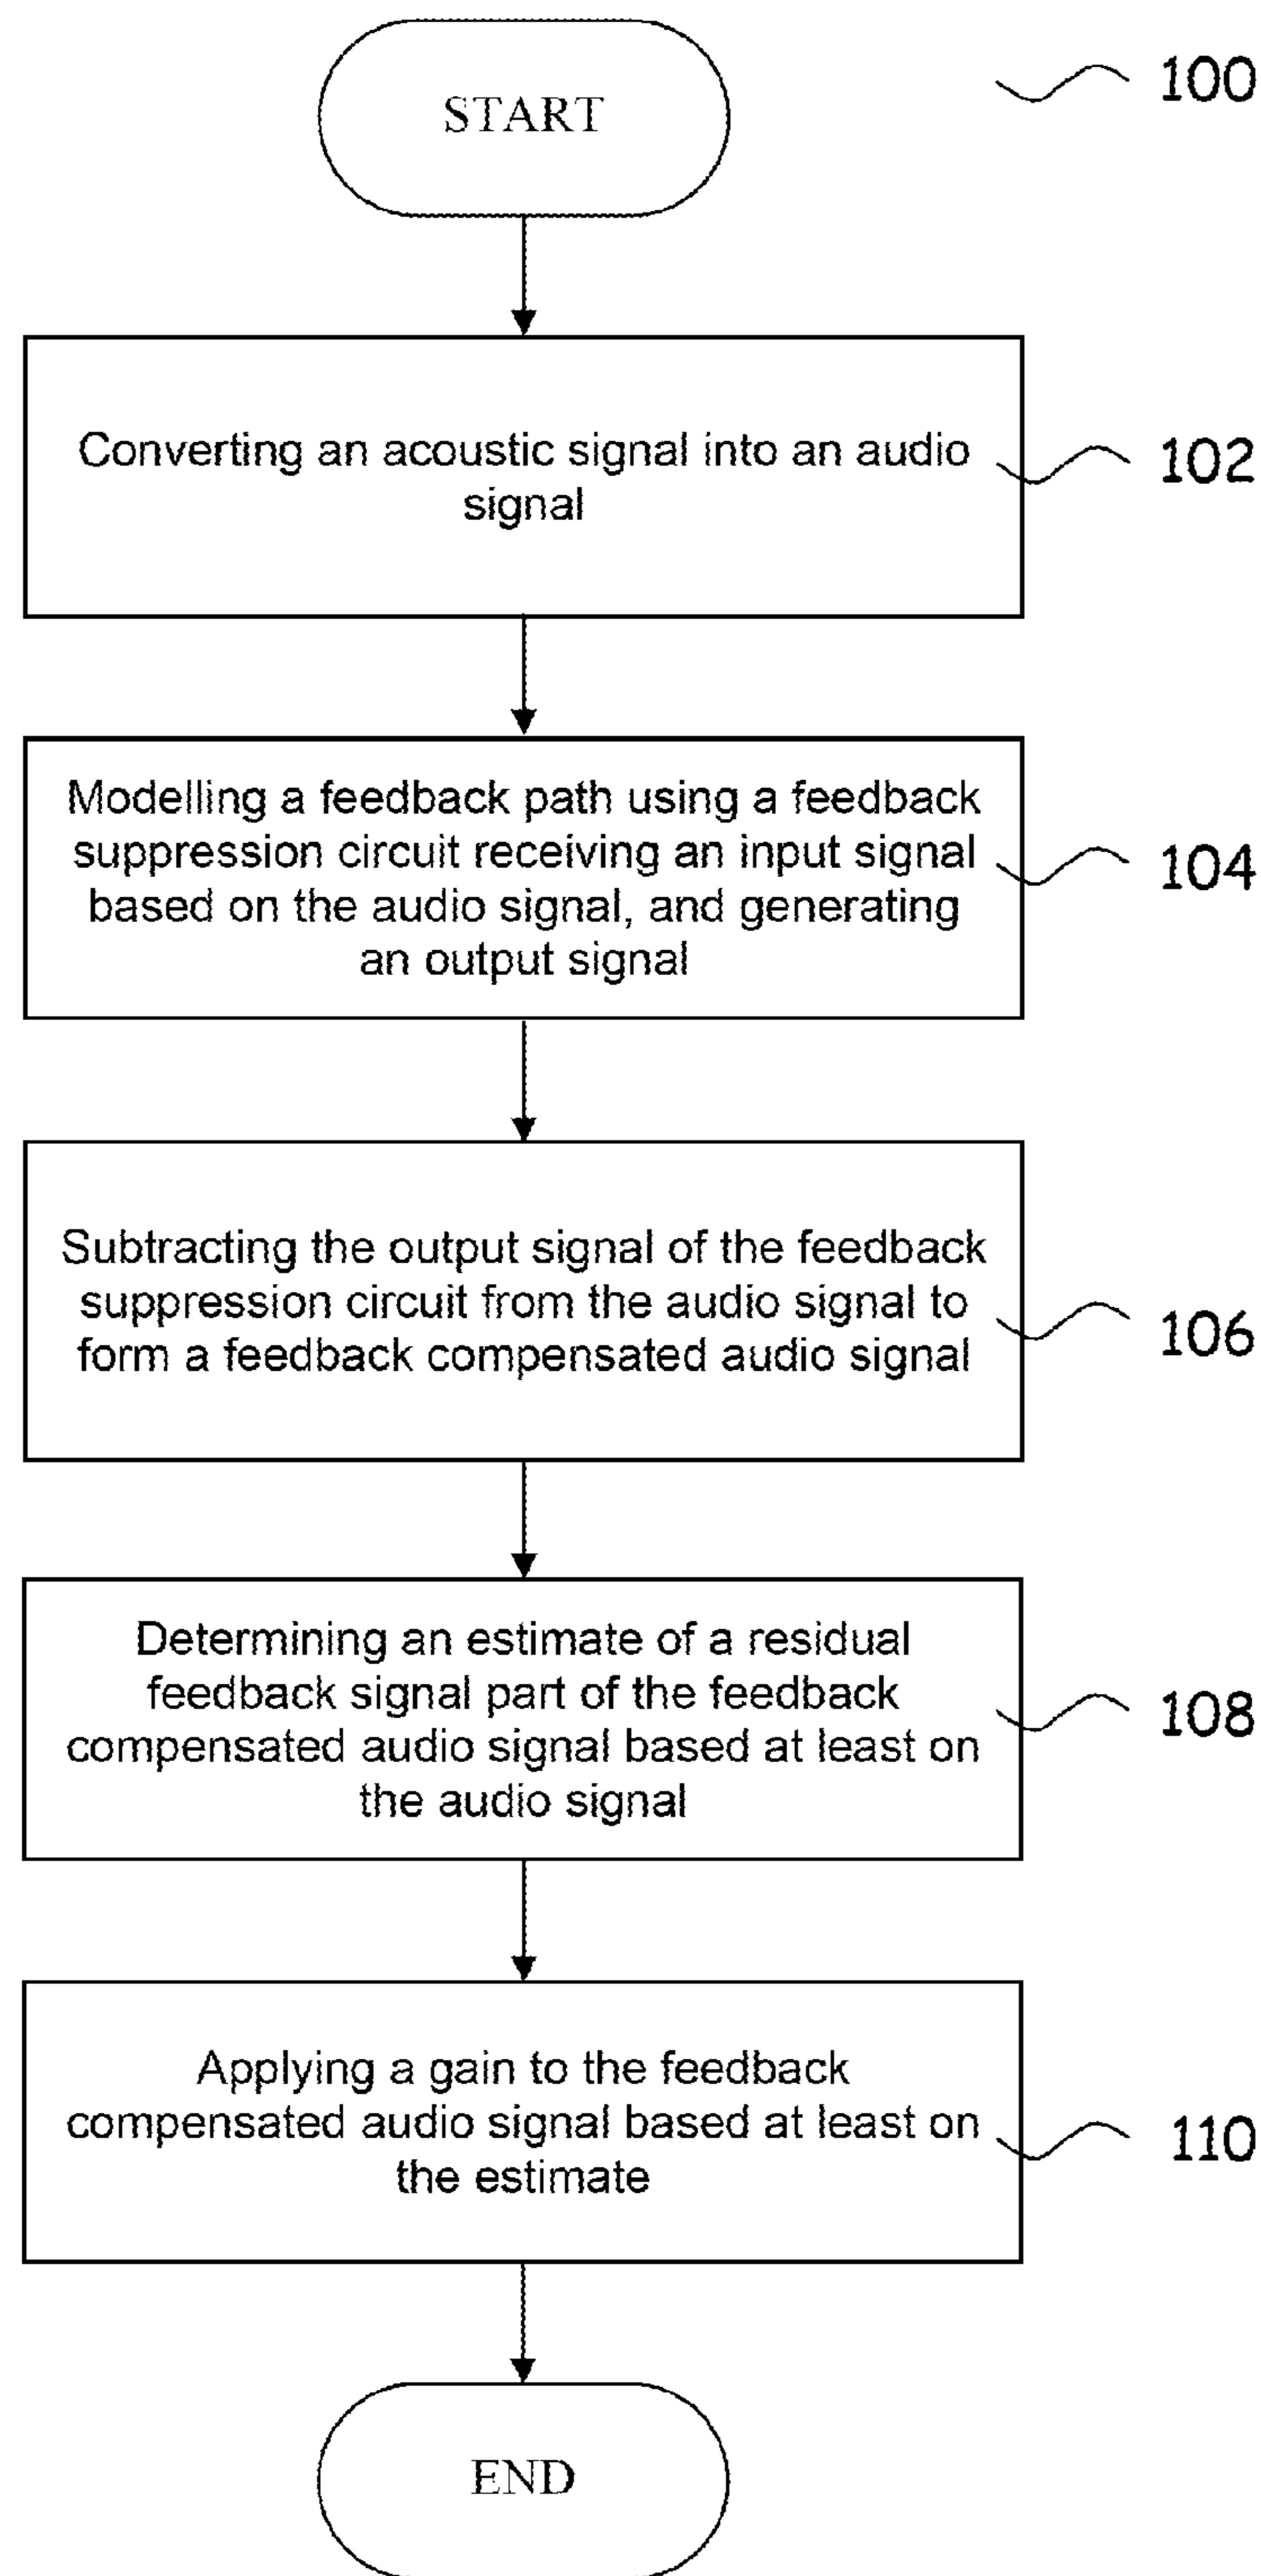 START
100
Converting an acoustic signal into an audio
signal
102
Modelling a feedback path using a feedback
suppression circuit receiving an input signal
based on the audio signal, and generating
an output signal
104
Subtracting the output signal of the feedback
suppression circuit from the audio signal to
form a feedback compensated audio signal
106
Determining an estimate of a residual
feedback signal part of the feedback
compensated audio signal based at least on
the audio signal
108
Applying a gain to the feedback
compensated audio signal based at least on
the estimate
110
END